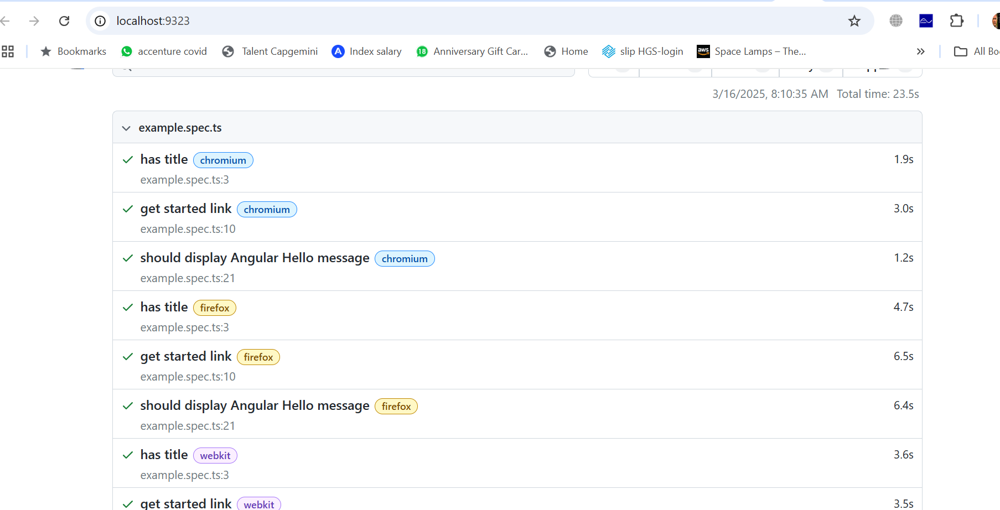 localhost:9323
Bookmarks accenture covid Talent Capgemini Index salary 18 Anniversary Gift Car... Home slip HGS-login aws Space Lamps – The... » All Bo
3/16/2025, 8:10:35 AM Total time: 23.5s
example.spec.ts
has title chromium 1.9s
example.spec.ts:3
get started link chromium 3.0s
example.spec.ts:10
should display Angular Hello message chromium 1.2s
example.spec.ts:21
has title firefox 4.7s
example.spec.ts:3
get started link firefox 6.5s
example.spec.ts:10
should display Angular Hello message firefox 6.4s
example.spec.ts:21
has title webkit 3.6s
example.spec.ts:3
get started link webkit 3.5s